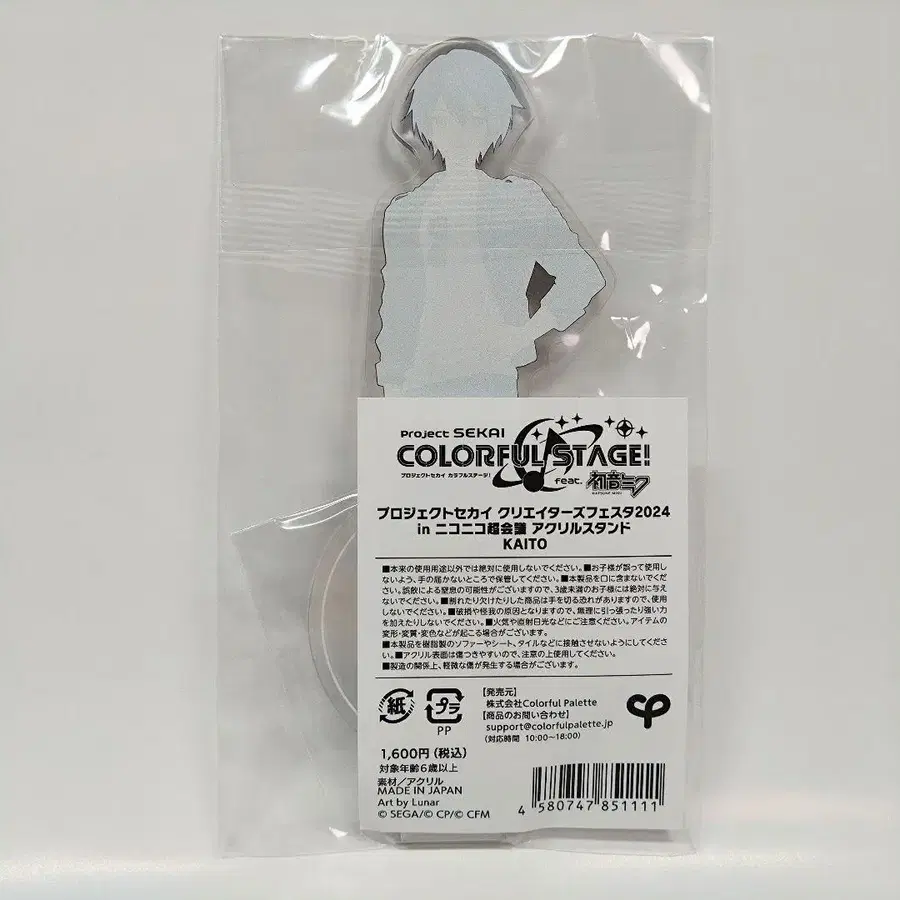 Project SEKAI
COLORFUL STAGE!
プロジェクトセカイ カラフルステージ!
feat. 初音ミク
HATSUNE MIKU
プロジェクトセカイ クリエイターズフェスタ2024
in ニコニコ超会議 アクリルスタンド
KAITO
■本来の使用用途以外では絶対に使用しないでください。■お子様が誤って使用し
ないよう、手の届かないところで保管してください。■本製品を口に含まないでくだ
さい。誤飲による窒息の可能性がございますので、3歳未満のお子様には絶対に与え
ないでください。■割れたり欠けたりした商品は手を切る恐れがありますので、使用
しないでください。■破損や怪我の原因となりますので、無理に引っ張ったり強い力
を加えたりしないでください。■火気や直射日光などにご注意ください。アイテムの
変形・変質・変色などが起こる場合がございます。
■本製品を樹脂製のソファーやシート、タイルなどに接触させないようにしてくださ
い。■アクリル表面は傷つきやすいので、注意の上使用してください。
■製造の関係上、軽微な傷が発生する場合がございます。
紙
プラ
PP
【発売元】
株式会社Colorful Palette
【商品のお問い合わせ】
support@colorfulpalette.jp
(対応時間 10:00~18:00)
1,600円(税込)
対象年齢6歳以上
素材/アクリル
MADE IN JAPAN
Art by Lunar
© SEGA/© CP/© CFM
4 580747 851111